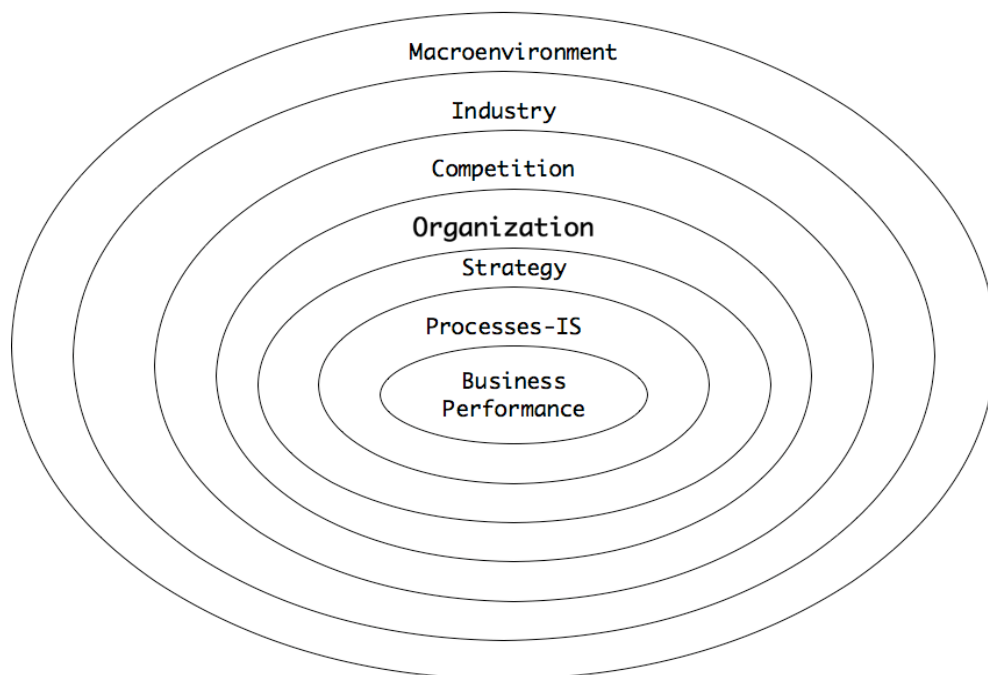 Macroenvironment
Industry
Competition
Organization
Strategy
Processes-IS
Business
Performance